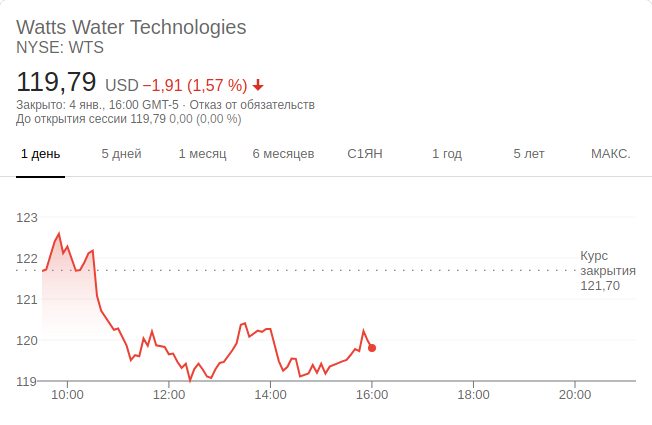 Watts Water Technologies
NYSE: WTS
119,79 USD −1,91 (1,57 %)
Закрыто: 4 янв., 16:00 GMT-5 · Отказ от обязательств
До открытия сессии 119,79 0,00 (0,00 %)
1 день 5 дней 1 месяц 6 месяцев С1ЯН 1 год 5 лет МАКС.
123
122
121
120
119
Курс
закрытия
121,70
10:00 12:00 14:00 16:00 18:00 20:00